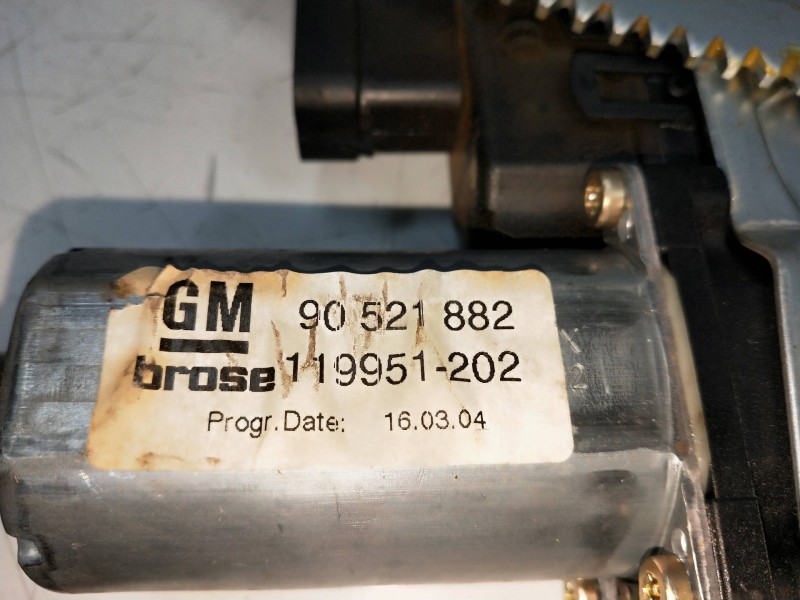 GM 90 521 882
brose 119951-202
Progr.Date: 16.03.04